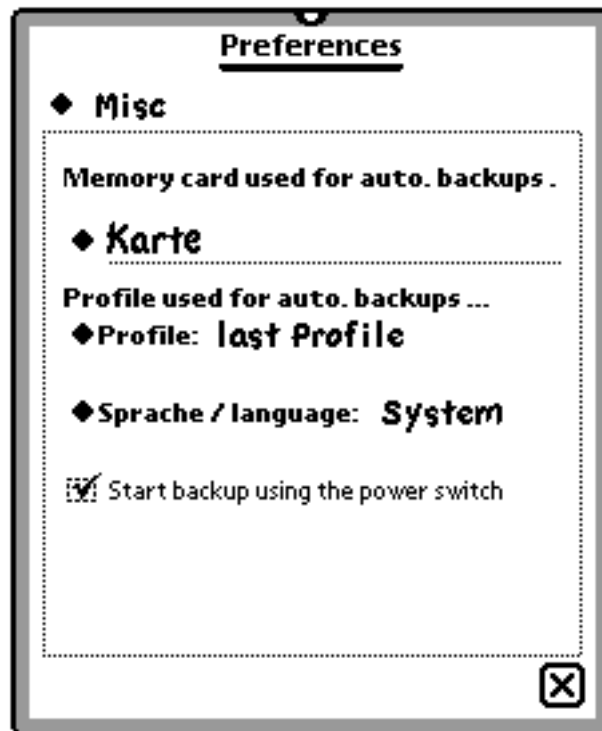 Preferences
Misc
Memory card used for auto. backups .
Karte
Profile used for auto. backups ...
Profile: last Profile
Sprache / language: System
Start backup using the power switch